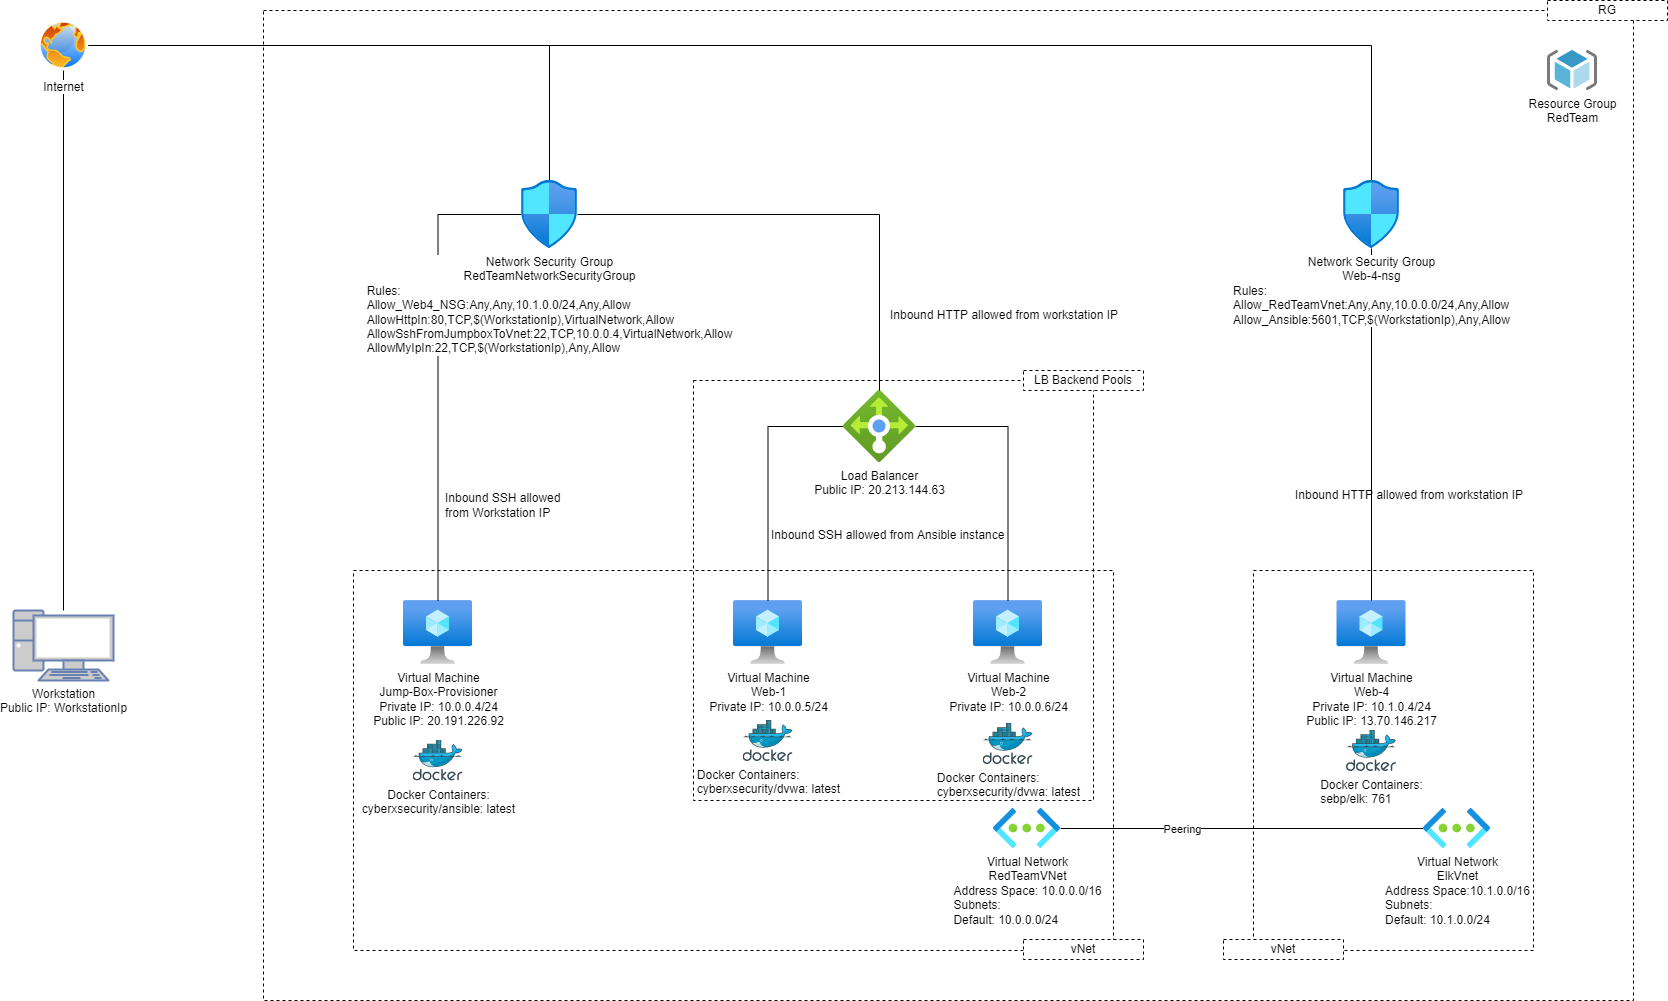 RG
Internet
Resource Group
RedTeam
Network Security Group
RedTeamNetworkSecurityGroup
Rules:
Allow_Web4_NSG:Any,Any,10.1.0.0/24,Any,Allow
AllowHttpIn:80,TCP,$(WorkstationIp),VirtualNetwork,Allow
AllowSshFromJumpboxToVnet:22,TCP,10.0.0.4,VirtualNetwork,Allow
AllowMyIpIn:22,TCP,$(WorkstationIp),Any,Allow
Network Security Group
Web-4-nsg
Rules:
Allow_RedTeamVnet:Any,Any,10.0.0.0/24,Any,Allow
Allow_Ansible:5601,TCP,$(WorkstationIp),Any,Allow
Inbound HTTP allowed from workstation IP
LB Backend Pools
Load Balancer
Public IP: 20.213.144.63
Inbound SSH allowed
from Workstation IP
Inbound SSH allowed from Ansible instance
Inbound HTTP allowed from workstation IP
Workstation
Public IP: WorkstationIp
Virtual Machine
Jump-Box-Provisioner
Private IP: 10.0.0.4/24
Public IP: 20.191.226.92
docker
Docker Containers:
cyberxsecurity/ansible: latest
Virtual Machine
Web-1
Private IP: 10.0.0.5/24
docker
Docker Containers:
cyberxsecurity/dvwa: latest
Virtual Machine
Web-2
Private IP: 10.0.0.6/24
docker
Docker Containers:
cyberxsecurity/dvwa: latest
Virtual Machine
Web-4
Private IP: 10.1.0.4/24
Public IP: 13.70.146.217
docker
Docker Containers:
sebp/elk: 761
Peering
Virtual Network
RedTeamVNet
Address Space: 10.0.0.0/16
Subnets:
Default: 10.0.0.0/24
Virtual Network
ElkVnet
Address Space:10.1.0.0/16
Subnets:
Default: 10.1.0.0/24
vNet
vNet